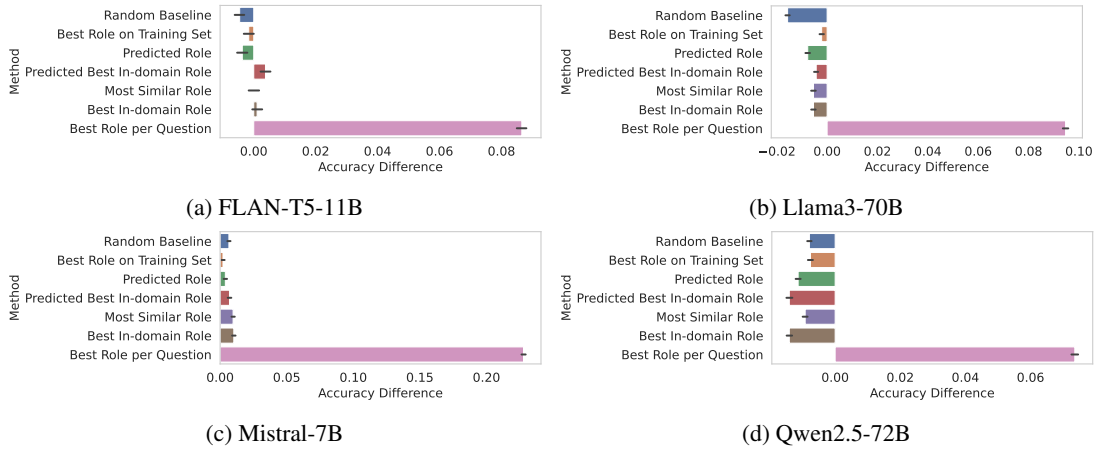 Method
Random Baseline
Best Role on Training Set
Predicted Role
Predicted Best In-domain Role
Most Similar Role
Best In-domain Role
Best Role per Question
0.00 0.02 0.04 0.06 0.08
Accuracy Difference
(a) FLAN-T5-11B
Method
Random Baseline
Best Role on Training Set
Predicted Role
Predicted Best In-domain Role
Most Similar Role
Best In-domain Role
Best Role per Question
−0.02 0.00 0.02 0.04 0.06 0.08 0.10
Accuracy Difference
(b) Llama3-70B
Method
Random Baseline
Best Role on Training Set
Predicted Role
Predicted Best In-domain Role
Most Similar Role
Best In-domain Role
Best Role per Question
0.00 0.05 0.10 0.15 0.20
Accuracy Difference
(c) Mistral-7B
Method
Random Baseline
Best Role on Training Set
Predicted Role
Predicted Best In-domain Role
Most Similar Role
Best In-domain Role
Best Role per Question
0.00 0.02 0.04 0.06
Accuracy Difference
(d) Qwen2.5-72B